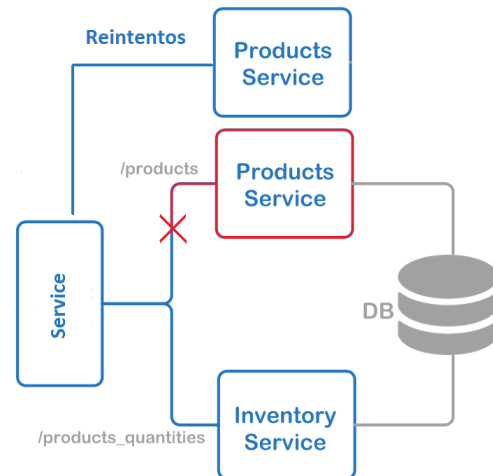 Reintentos
Products
Service
/products
Products
Service
Service
DB
/products_quantities
Inventory
Service